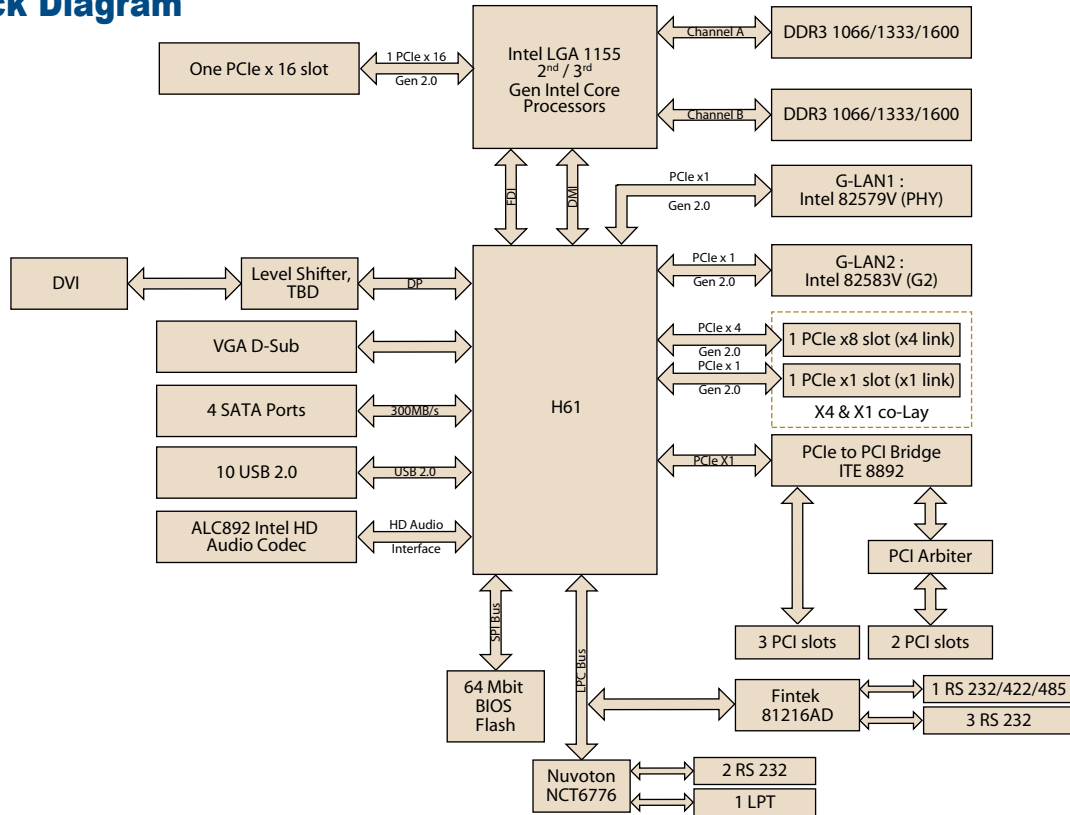 ck Diagram
One PCIe x 16 slot
1 PCIe x 16
Gen 2.0
Intel LGA 1155
2nd / 3rd
Gen Intel Core
Processors
Channel A
DDR3 1066/1333/1600
Channel B
DDR3 1066/1333/1600
FDI
DMI
PCIe x1
Gen 2.0
G-LAN1 :
Intel 82579V (PHY)
DVI
Level Shifter,
TBD
DP
H61
PCIe x 1
Gen 2.0
G-LAN2 :
Intel 82583V (G2)
VGA D-Sub
PCIe x 4
Gen 2.0
1 PCIe x8 slot (x4 link)
PCIe x 1
Gen 2.0
1 PCIe x1 slot (x1 link)
X4 & X1 co-Lay
4 SATA Ports
300MB/s
10 USB 2.0
USB 2.0
PCIe X1
PCIe to PCI Bridge
ITE 8892
ALC892 Intel HD
Audio Codec
HD Audio
Interface
PCI Arbiter
3 PCI slots
2 PCI slots
SPI Bus
LPC Bus
64 Mbit
BIOS
Flash
Fintek
81216AD
1 RS 232/422/485
3 RS 232
Nuvoton
NCT6776
2 RS 232
1 LPT